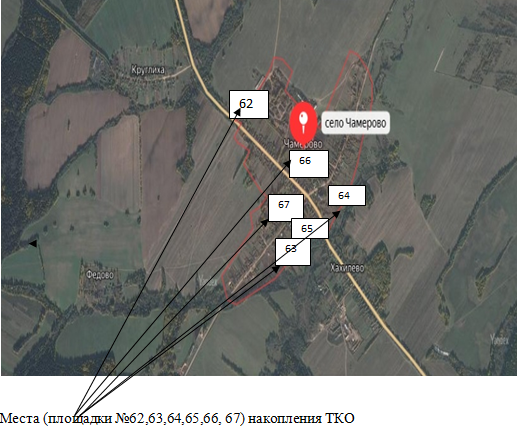 Круглиха
62
село Чамерово
Чамерово
66
64
67
65
63
Хахилево
Федово
Места (площадки №62,63,64,65,66, 67) накопления ТКО